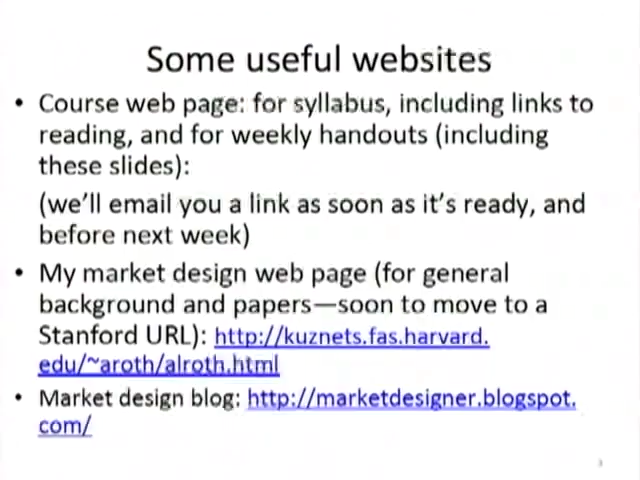 Some useful websites
• Course web page: for syllabus, including links to
reading, and for weekly handouts (including
these slides):
(we'll email you a link as soon as it's ready, and
before next week)
• My market design web page (for general
background and papers—soon to move to a
Stanford URL): http://kuznets.fas.harvard.
edu/~aroth/alroth.html
• Market design blog: http://marketdesigner.blogspot.
com/
3